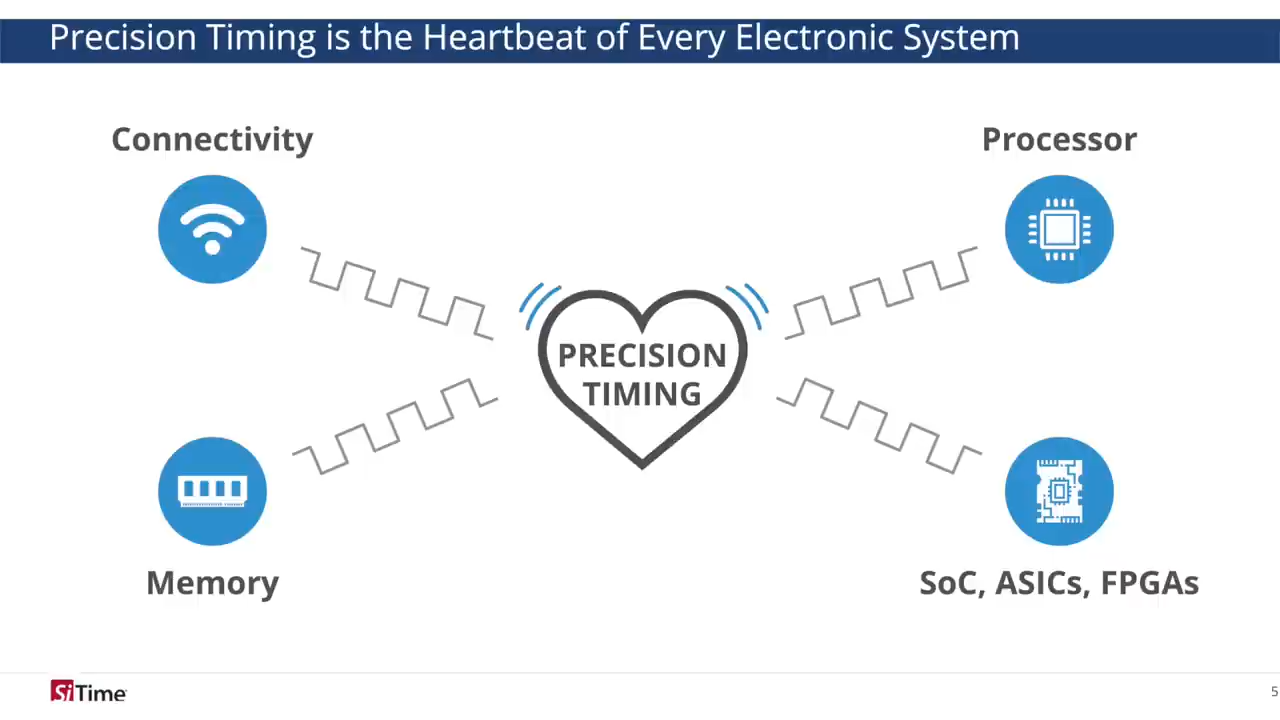 Precision Timing is the Heartbeat of Every Electronic System
Connectivity
Processor
PRECISION
TIMING
Memory
SoC, ASICs, FPGAs
SiTime
5